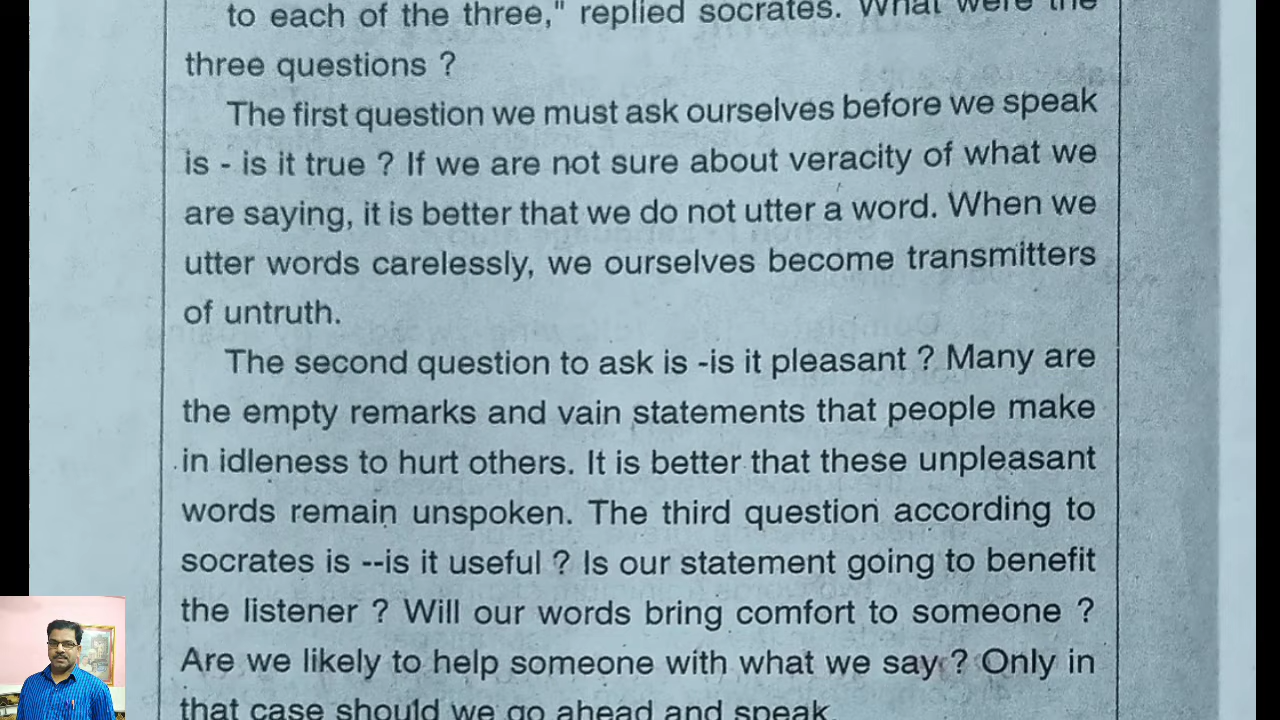 to each of the three," replied socrates. What were the
three questions ?
The first question we must ask ourselves before we speak
is - is it true ? If we are not sure about veracity of what we
are saying, it is better that we do not utter a word. When we
utter words carelessly, we ourselves become transmitters
of untruth.
The second question to ask is -is it pleasant ? Many are
the empty remarks and vain statements that people make
in idleness to hurt others. It is better that these unpleasant
words remain unspoken. The third question according to
socrates is --is it useful ? Is our statement going to benefit
the listener ? Will our words bring comfort to someone ?
Are we likely to help someone with what we say ? Only in
that case should we go ahead and speak.